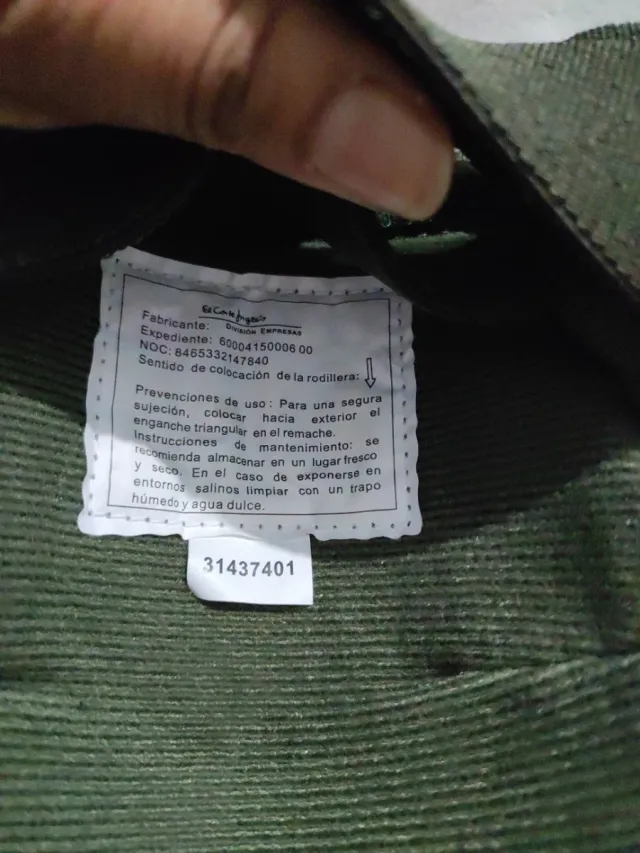 El Corte Inglés
Fabricante: DIVISIÓN EMPRESAS
Expediente: 60004150006 00
NOC: 8465332147840
Sentido de colocación de la rodillera:
Prevenciones de uso: Para una segura
sujeción, colocar hacia exterior el
enganche triangular en el remache.
Instrucciones de mantenimiento: se
recomienda almacenar en un lugar fresco
y seco. En el caso de exponerse en
entornos salinos limpiar con un trapo
húmedo y agua dulce.
31437401